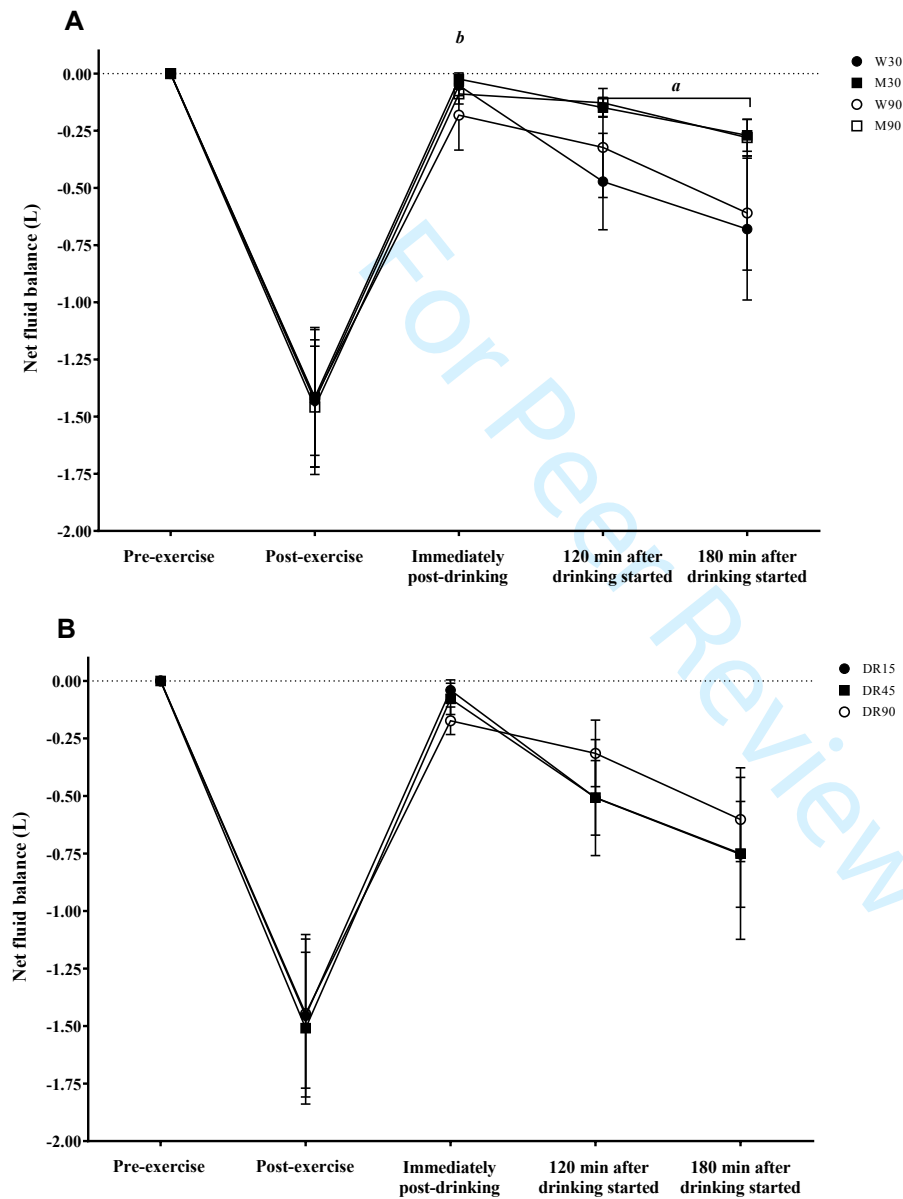 A
b
a
W30
M30
W90
M90
Net fluid balance (L)
0.00
-0.25
-0.50
-0.75
-1.00
-1.25
-1.50
-1.75
-2.00
Pre-exercise
Post-exercise
Immediately
post-drinking
120 min after
drinking started
180 min after
drinking started
For Peer Review
B
DR15
DR45
DR90
Net fluid balance (L)
0.00
-0.25
-0.50
-0.75
-1.00
-1.25
-1.50
-1.75
-2.00
Pre-exercise
Post-exercise
Immediately
post-drinking
120 min after
drinking started
180 min after
drinking started